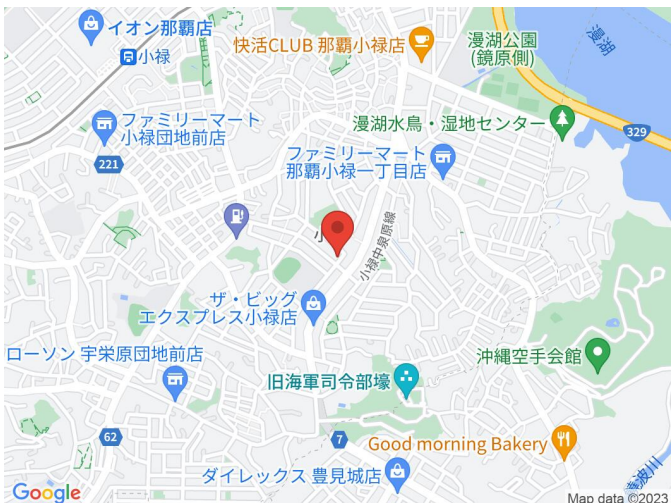 イオン那覇店
小禄
快活CLUB 那覇小禄店
漫湖公園
(鏡原側)
漫湖
ファミリーマート
小禄団地前店
漫湖水鳥・湿地センター
329
221
ファミリーマート
那覇小禄一丁目店
小
小禄中泉原線
ザ・ビッグ
エクスプレス小禄店
ローソン 宇栄原団地前店
沖縄空手会館
旧海軍司令部壕
62
7
Good morning Bakery
ダイレックス 豊見城店
饒波川
Google
Map data ©2023